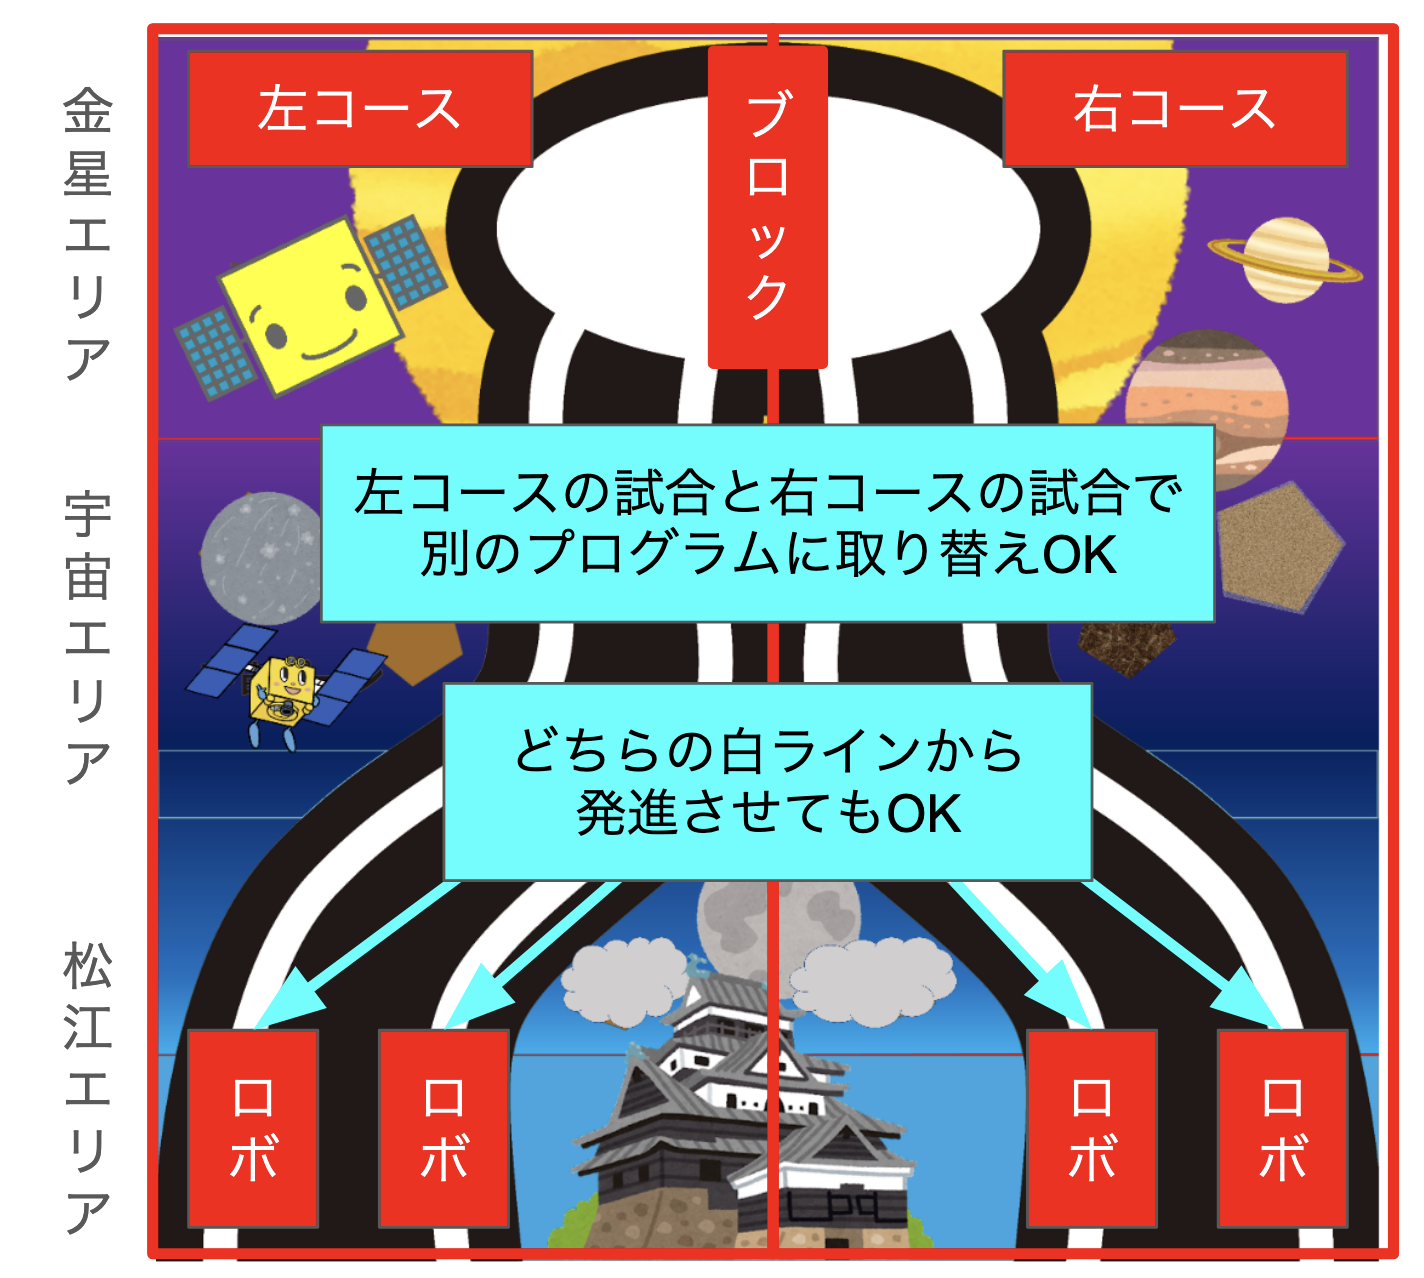 左コース
ブロック
右コース
金星エリア
左コースの試合と右コースの試合で
別のプログラムに取り替えOK
宇宙エリア
どちらの白ラインから
発進させてもOK
松江エリア
ロボ
ロボ
ロボ
ロボ